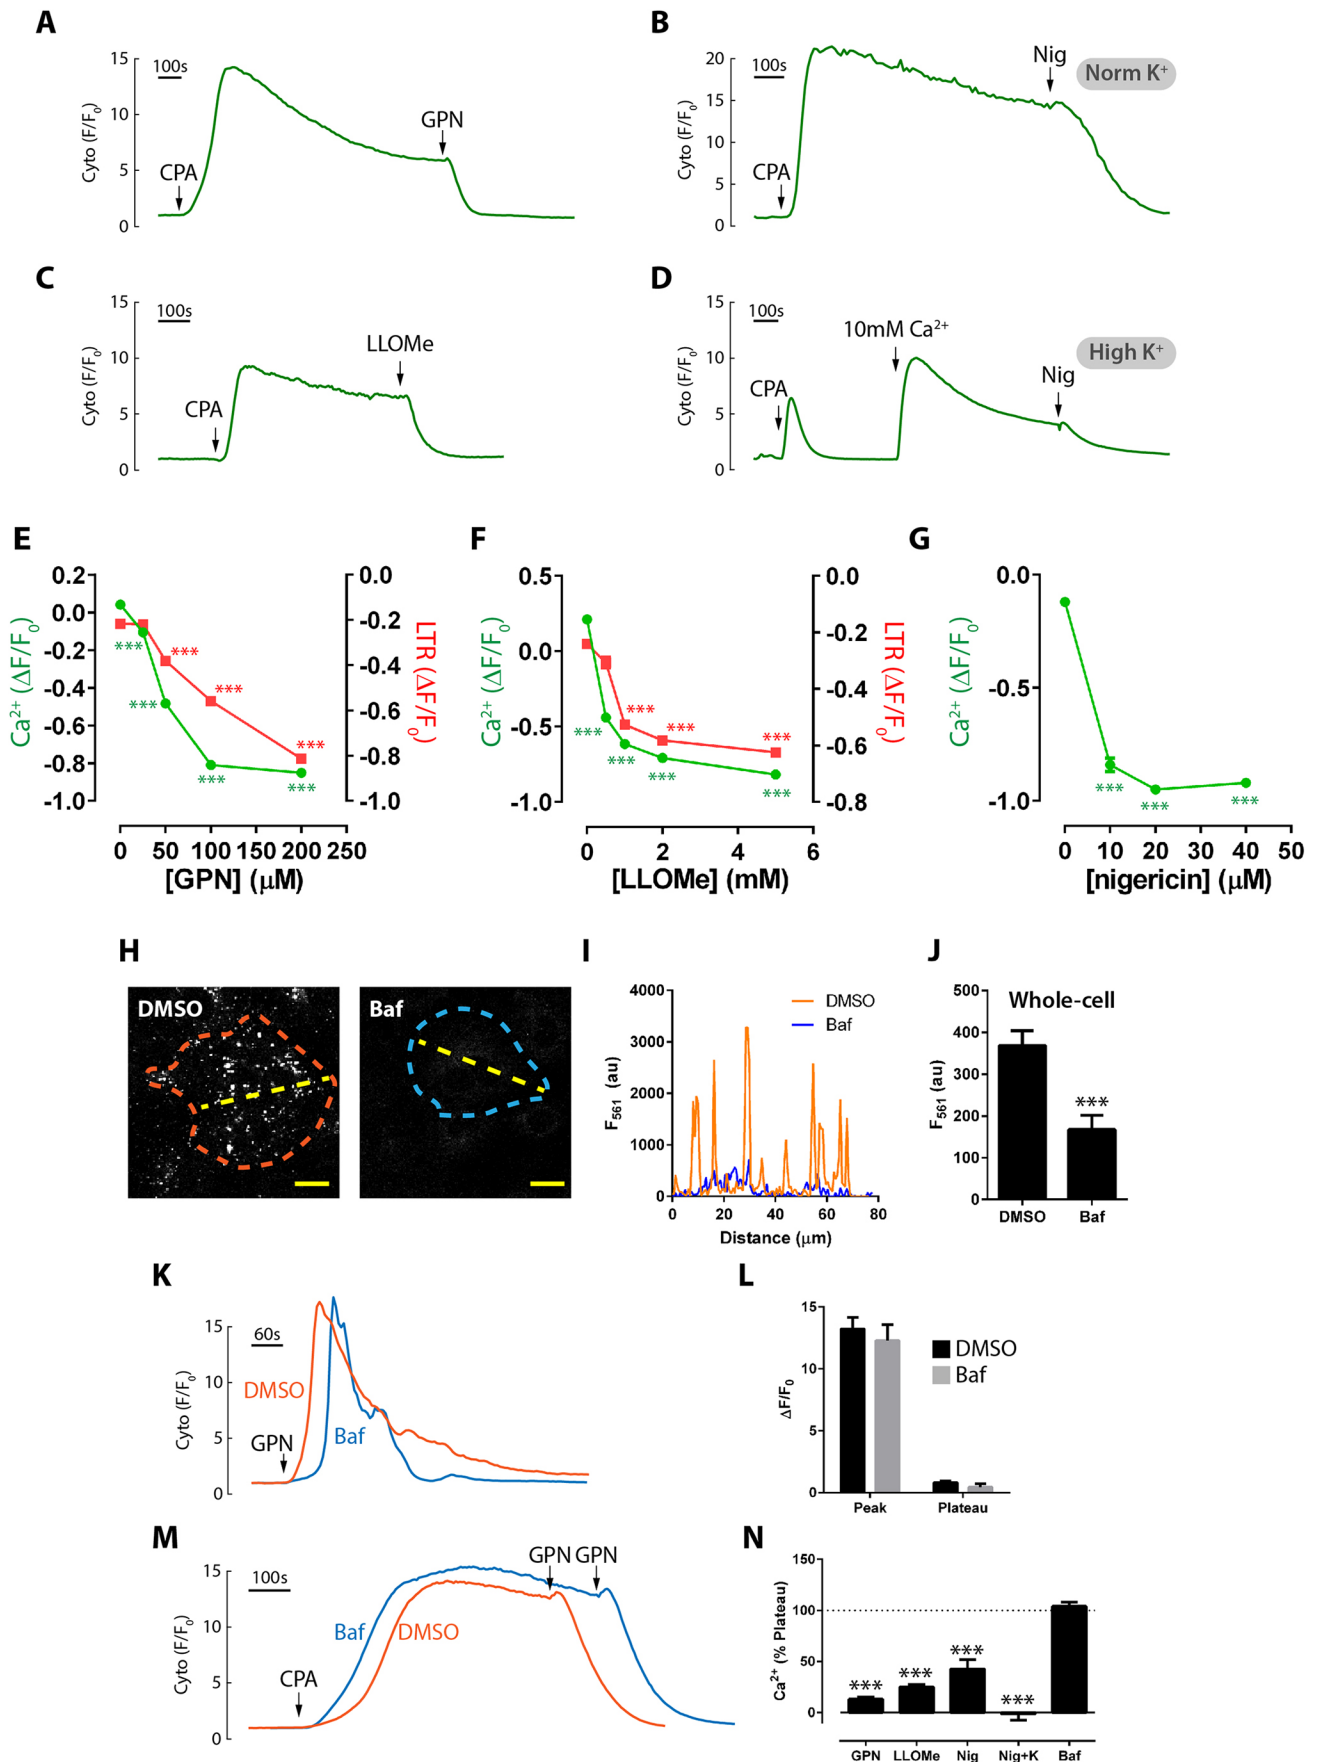 A
15
10
5
0
Cyto (F/F0)
100s
CPA
GPN
B
20
15
10
5
0
Cyto (F/F0)
100s
CPA
Nig
Norm K+
C
15
10
5
0
Cyto (F/F0)
100s
CPA
LLOMe
D
15
10
5
0
Cyto (F/F0)
100s
CPA
10mM Ca2+
Nig
High K+
E
0.2
0.0
-0.2
-0.4
-0.6
-0.8
-1.0
Ca2+ (ΔF/F0)
0.0
-0.2
-0.4
-0.6
-0.8
-1.0
LTR (ΔF/F0)
***
***
***
***
***
***
***
0 50 100 150 200 250
[GPN] (μM)
F
0.5
0.0
-0.5
-1.0
Ca2+ (ΔF/F0)
0.0
-0.2
-0.4
-0.6
-0.8
LTR (ΔF/F0)
***
***
***
***
***
***
***
0 2 4 6
[LLOMe] (mM)
G
0.0
-0.5
-1.0
Ca2+ (ΔF/F0)
***
***
***
0 10 20 30 40 50
[nigericin] (μM)
H
DMSO
Baf
I
4000
3000
2000
1000
0
F561 (au)
DMSO
Baf
0 20 40 60 80
Distance (μm)
J
500
400
300
200
100
0
F561 (au)
Whole-cell
***
DMSO Baf
K
15
10
5
0
Cyto (F/F0)
60s
DMSO
GPN
Baf
L
15
10
5
0
ΔF/F0
DMSO
Baf
Peak Plateau
M
15
10
5
0
Cyto (F/F0)
100s
GPN GPN
Baf DMSO
CPA
N
150
100
50
0
Ca2+ (% Plateau)
***
***
***
***
GPN LLOMe Nig Nig+K Baf